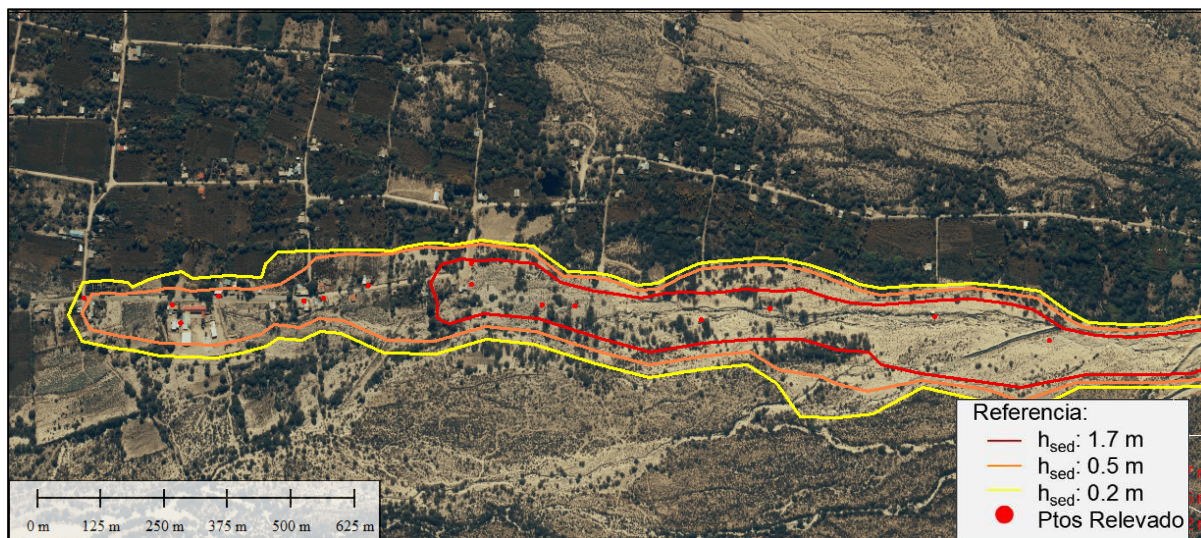 Referencia:
hsed: 1.7 m
hsed: 0.5 m
hsed: 0.2 m
Ptos Relevado
0 m 125 m 250 m 375 m 500 m 625 m